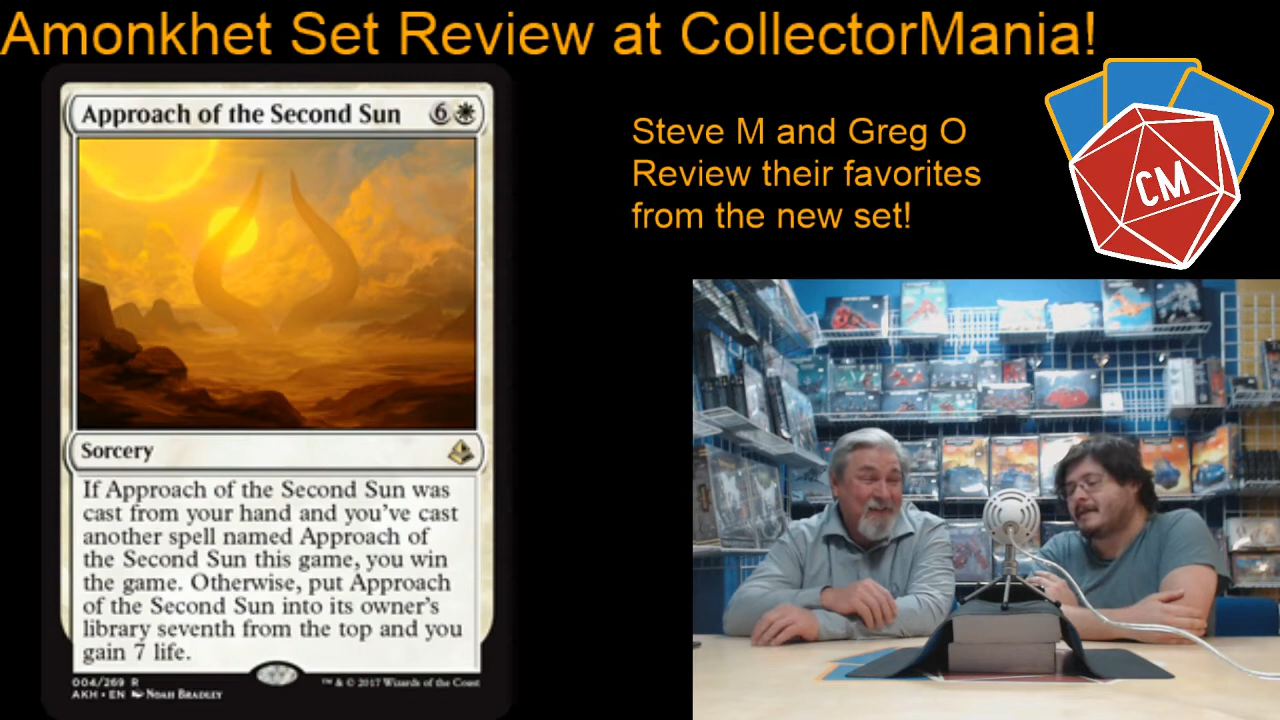 Amonkhet Set Review at CollectorMania!
Approach of the Second Sun 6
Sorcery
If Approach of the Second Sun was
cast from your hand and you've cast
another spell named Approach of
the Second Sun this game, you win
the game. Otherwise, put Approach
of the Second Sun into its owner's
library seventh from the top and you
gain 7 life.
004/269 R
AKH • EN Noah Bradley
™ & © 2017 Wizards of the Coast
Steve M and Greg O
Review their favorites
from the new set!
CM